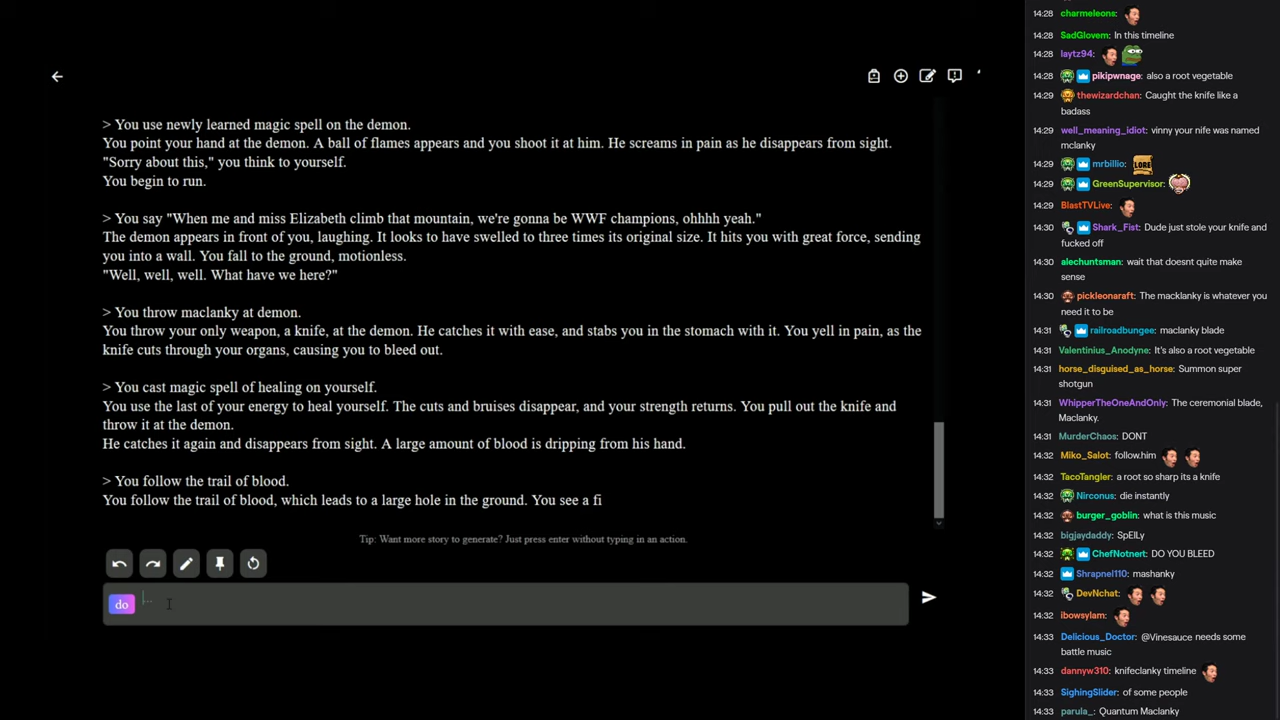 > You use newly learned magic spell on the demon.
You point your hand at the demon. A ball of flames appears and you shoot it at him. He screams in pain as he disappears from sight.
"Sorry about this," you think to yourself.
You begin to run.
> You say "When me and miss Elizabeth climb that mountain, we're gonna be WWF champions, ohhhh yeah."
The demon appears in front of you, laughing. It looks to have swelled to three times its original size. It hits you with great force, sending
you into a wall. You fall to the ground, motionless.
"Well, well, well. What have we here?"
> You throw maclanky at demon.
You throw your only weapon, a knife, at the demon. He catches it with ease, and stabs you in the stomach with it. You yell in pain, as the
knife cuts through your organs, causing you to bleed out.
> You cast magic spell of healing on yourself.
You use the last of your energy to heal yourself. The cuts and bruises disappear, and your strength returns. You pull out the knife and
throw it at the demon.
He catches it again and disappears from sight. A large amount of blood is dripping from his hand.
> You follow the trail of blood.
You follow the trail of blood, which leads to a large hole in the ground. You see a fi
Tip: Want more story to generate? Just press enter without typing in an action.
do
14:28 charmeleons:
14:28 SadGlovem: In this timeline
14:28 laytz94:
14:28 pikipwnage: also a root vegetable
14:29 thewizardchan: Caught the knife like a
badass
14:29 well_meaning_idiot: vinny your nife was named
mclanky
14:29 mrbillio: LORE
14:29 GreenSupervisor:
14:29 BlastTVLive:
14:30 Shark_Fist: Dude just stole your knife and
fucked off
14:30 alechuntsman: wait that doesnt quite make
sense
14:30 pickleonaraft: The macklanky is whatever you
need it to be
14:31 railroadbungee: maclanky blade
14:31 Valentinius_Anodyne: It's also a root vegetable
14:31 horse_disguised_as_horse: Summon super
shotgun
14:31 WhipperTheOneAndOnly: The ceremonial blade,
Maclanky.
14:31 MurderChaos: DONT
14:32 Miko_Salot: follow.him
14:32 TacoTangler: a root so sharp its a knife
14:32 Nirconus: die instantly
14:32 burger_goblin: what is this music
14:32 bigjaydaddy: SpElly
14:32 ChefNotnert: DO YOU BLEED
14:32 Shrapnel110: mashanky
14:32 DevNchat:
14:32 ibowsylam:
14:33 Delicious_Doctor: @Vinesauce needs some
battle music
14:33 dannyw310: knifeclanky timeline
14:33 SighingSlider: of some people
14:33 parula_: Quantum Maclanky